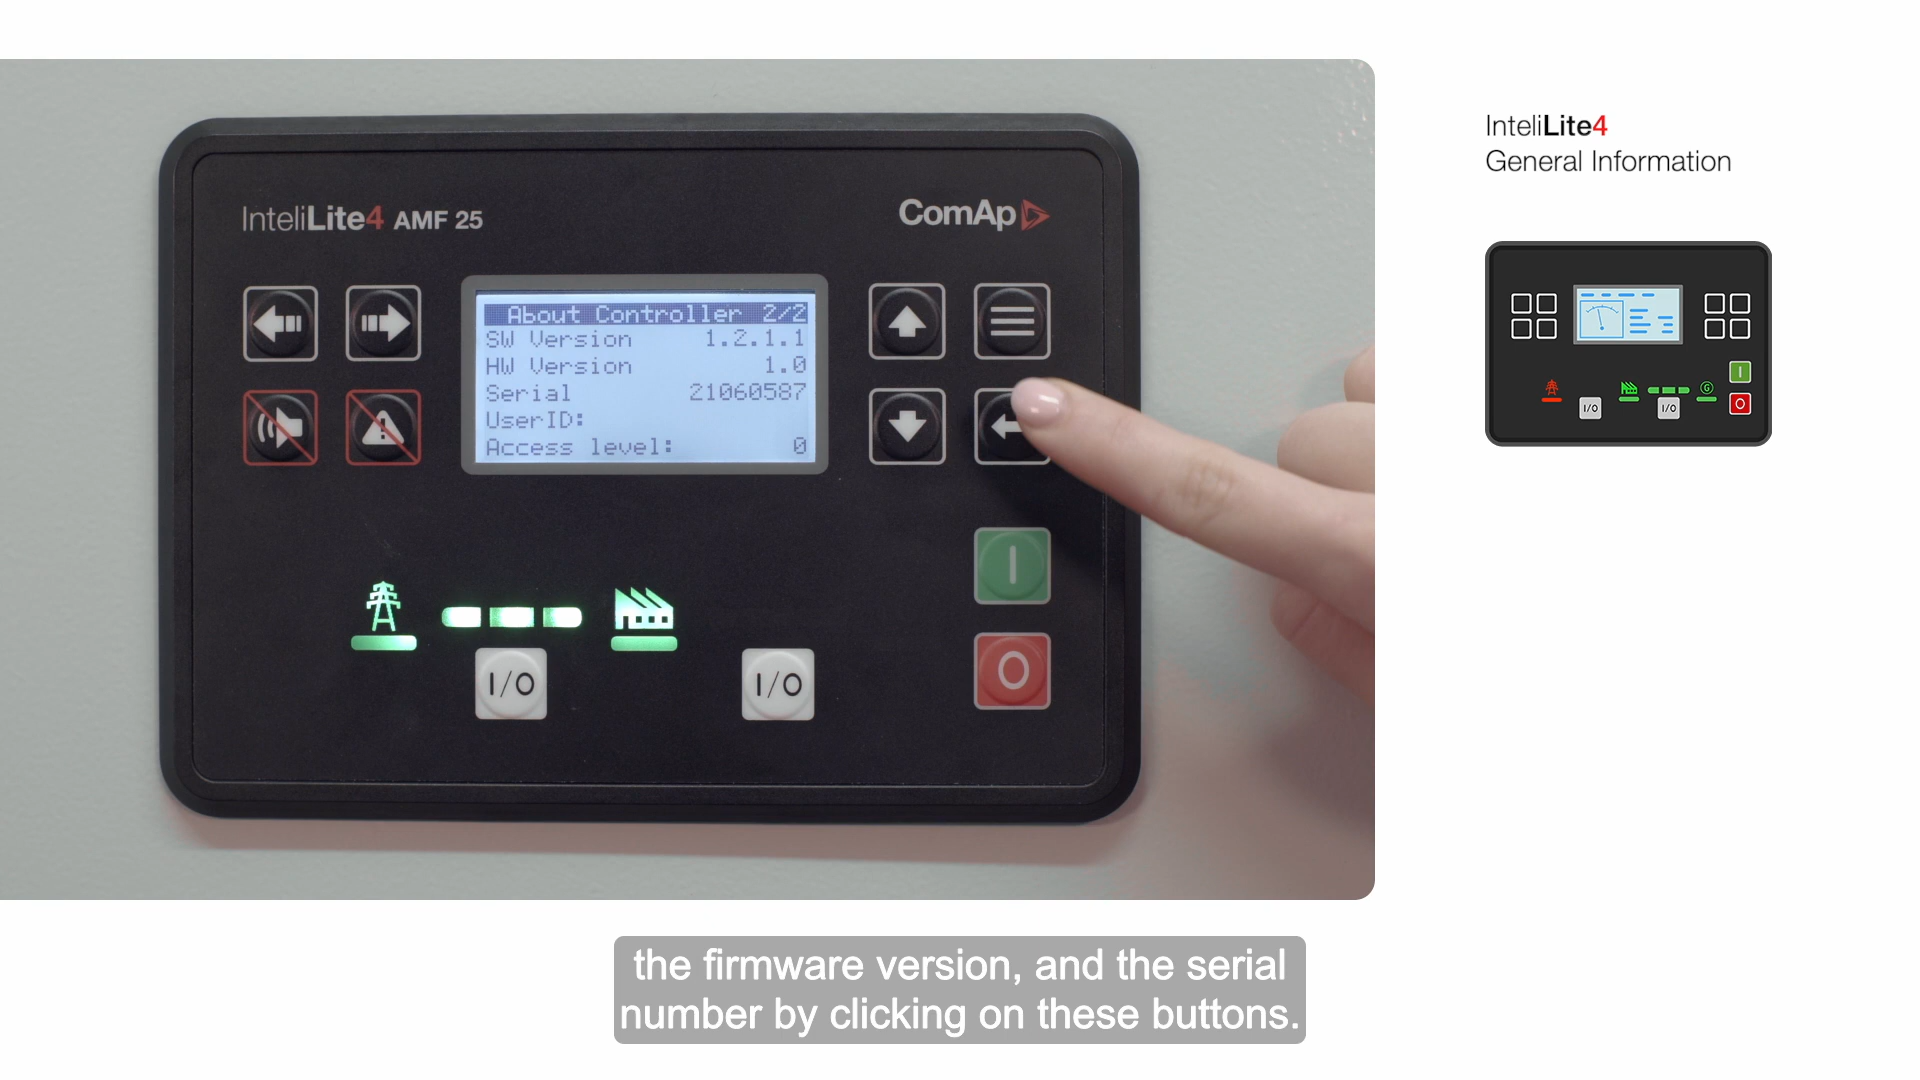 InteliLite4
General Information
InteliLite4 AMF 25
ComAp
About Controller 2/2
SW Version 1.2.1.1
HW Version 1.0
Serial 21060587
UserID:
Access level: 0
I
O
I/O
I/O
I
O
I/O
I/O
G
the firmware version, and the serial
number by clicking on these buttons.